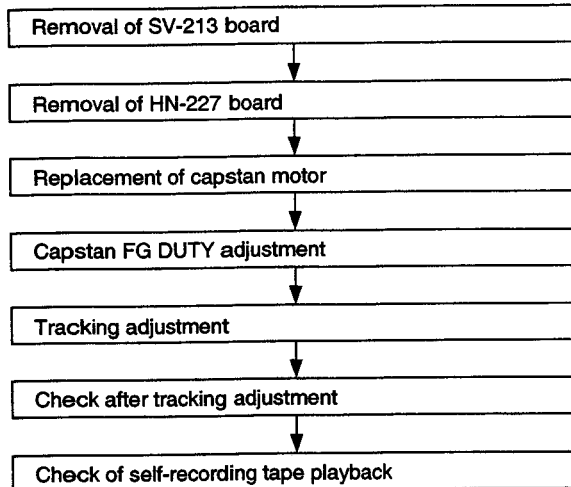 Removal of SV-213 board
Removal of HN-227 board
Replacement of capstan motor
Capstan FG DUTY adjustment
Tracking adjustment
Check after tracking adjustment
Check of self-recording tape playback